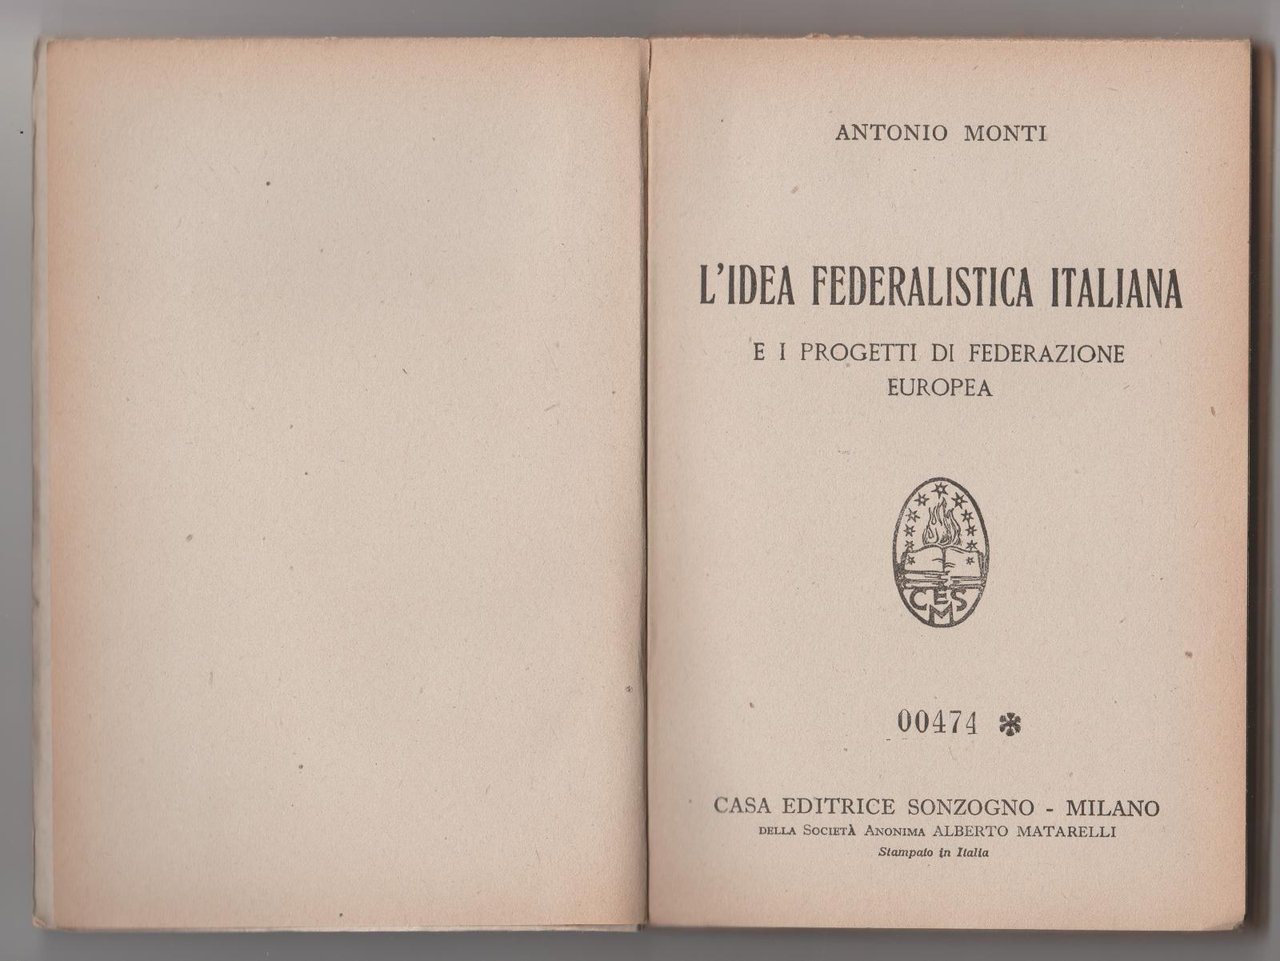 ANTONIO MONTI
L'IDEA FEDERALISTICA ITALIANA
E I PROGETTI DI FEDERAZIONE
EUROPEA
CES
M
00474 ✻
CASA EDITRICE SONZOGNO - MILANO
DELLA SOCIETÀ ANONIMA ALBERTO MATARELLI
Stampato in Italia